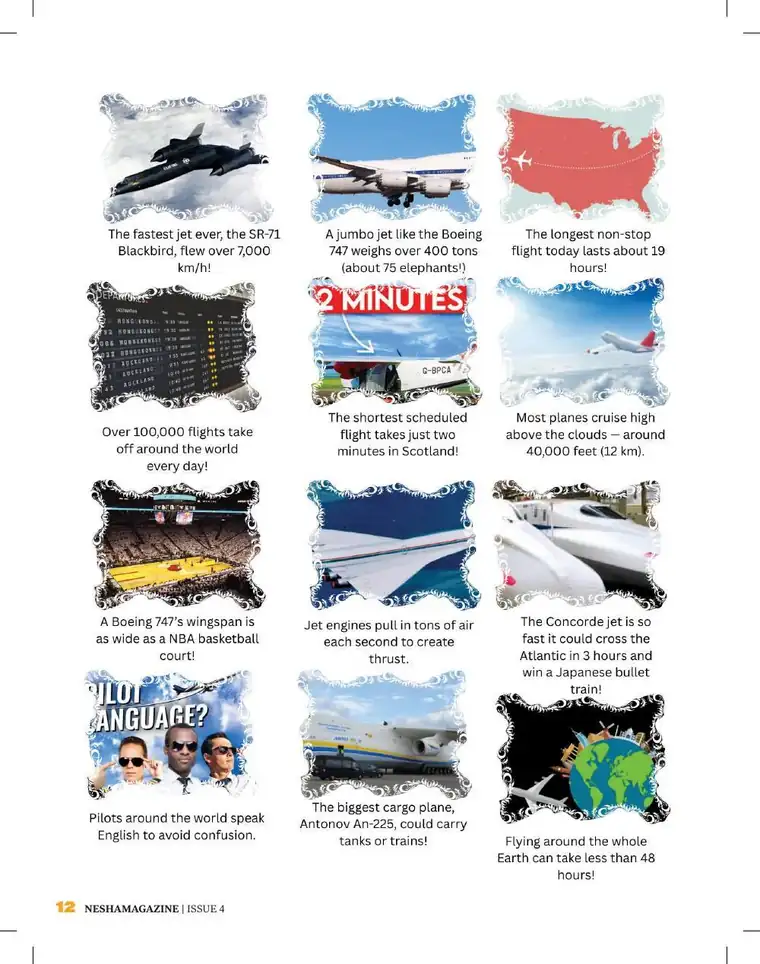 The fastest jet ever, the SR-71
Blackbird, flew over 7,000
km/h!
A jumbo jet like the Boeing
747 weighs over 400 tons
(about 75 elephants!)
The longest non-stop
flight today lasts about 19
hours!
2 MINUTES
G-BPCA
Over 100,000 flights take
off around the world
every day!
The shortest scheduled
flight takes just two
minutes in Scotland!
Most planes cruise high
above the clouds — around
40,000 feet (12 km).
A Boeing 747's wingspan is
as wide as a NBA basketball
court!
Jet engines pull in tons of air
each second to create
thrust.
The Concorde jet is so
fast it could cross the
Atlantic in 3 hours and
win a Japanese bullet
train!
PILOT
LANGUAGE?
Pilots around the world speak
English to avoid confusion.
The biggest cargo plane,
Antonov An-225, could carry
tanks or trains!
Flying around the whole
Earth can take less than 48
hours!
12 NESHAMAGAZINE | ISSUE 4